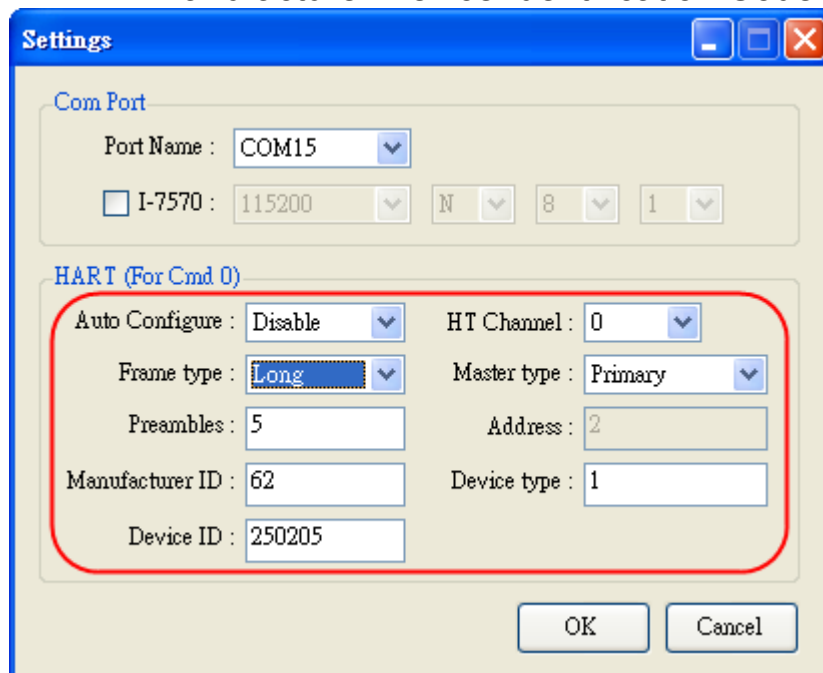 Settings
Com Port
Port Name : COM15
I-7570 : 115200 N 8 1
HART (For Cmd 0)
Auto Configure : Disable HT Channel : 0
Frame type : Long Master type : Primary
Preambles : 5 Address : 2
Manufacturer ID : 62 Device type : 1
Device ID : 250205
OK Cancel